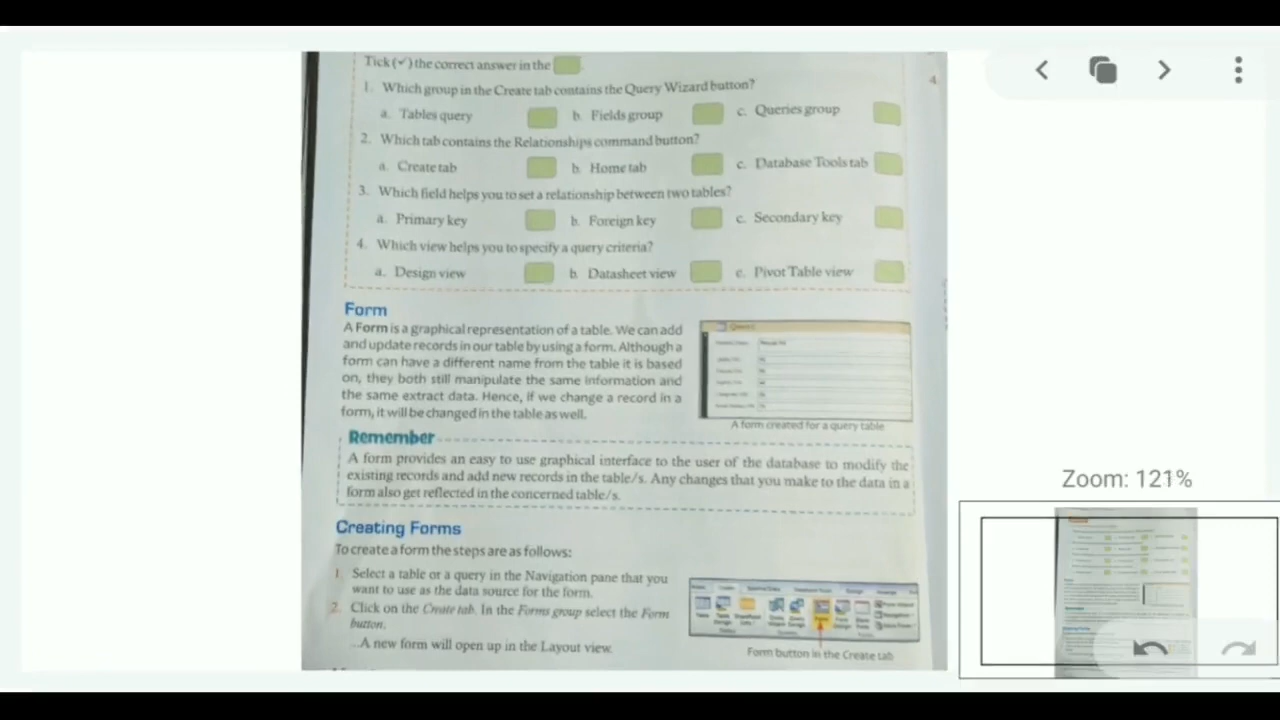 Tick (✓) the correct answer in the
1. Which group in the Create tab contains the Query Wizard button?
a. Tables query b. Fields group c. Queries group
2. Which tab contains the Relationships command button?
a. Create tab b. Home tab c. Database Tools tab
3. Which field helps you to set a relationship between two tables?
a. Primary key b. Foreign key c. Secondary key
4. Which view helps you to specify a query criteria?
a. Design view b. Datasheet view c. Pivot Table view
Form
A Form is a graphical representation of a table. We can add
and update records in our table by using a form. Although a
form can have a different name from the table it is based
on, they both still manipulate the same information and
the same extract data. Hence, if we change a record in a
form, it will be changed in the table as well.
A form created for a query table
Remember
A form provides an easy to use graphical interface to the user of the database to modify the
existing records and add new records in the table/s. Any changes that you make to the data in a
form also get reflected in the concerned table/s.
Creating Forms
To create a form the steps are as follows:
1. Select a table or a query in the Navigation pane that you
want to use as the data source for the form.
2. Click on the Create tab. In the Forms group select the Form
button.
...A new form will open up in the Layout view.
Form button in the Create tab
4.
Zoom: 121%